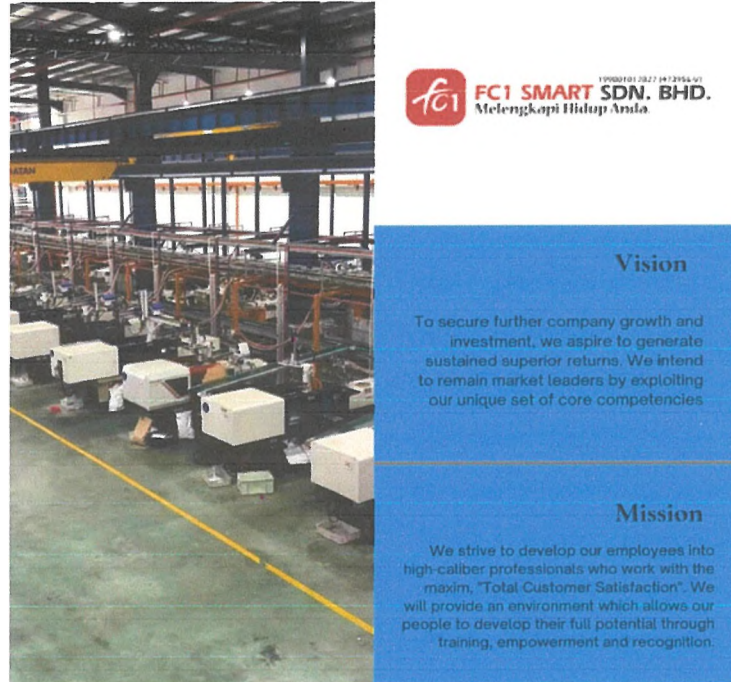 FC1 SMART SDN. BHD.
Melengkapi Hidup Anda.
Vision
To secure further company growth and
investment, we aspire to generate
sustained superior returns. We intend
to remain market leaders by exploiting
our unique set of core competencies
Mission
We strive to develop our employees into
high-caliber professionals who work with the
maxim, "Total Customer Satisfaction". We
will provide an environment which allows our
people to develop their full potential through
training, empowerment and recognition.